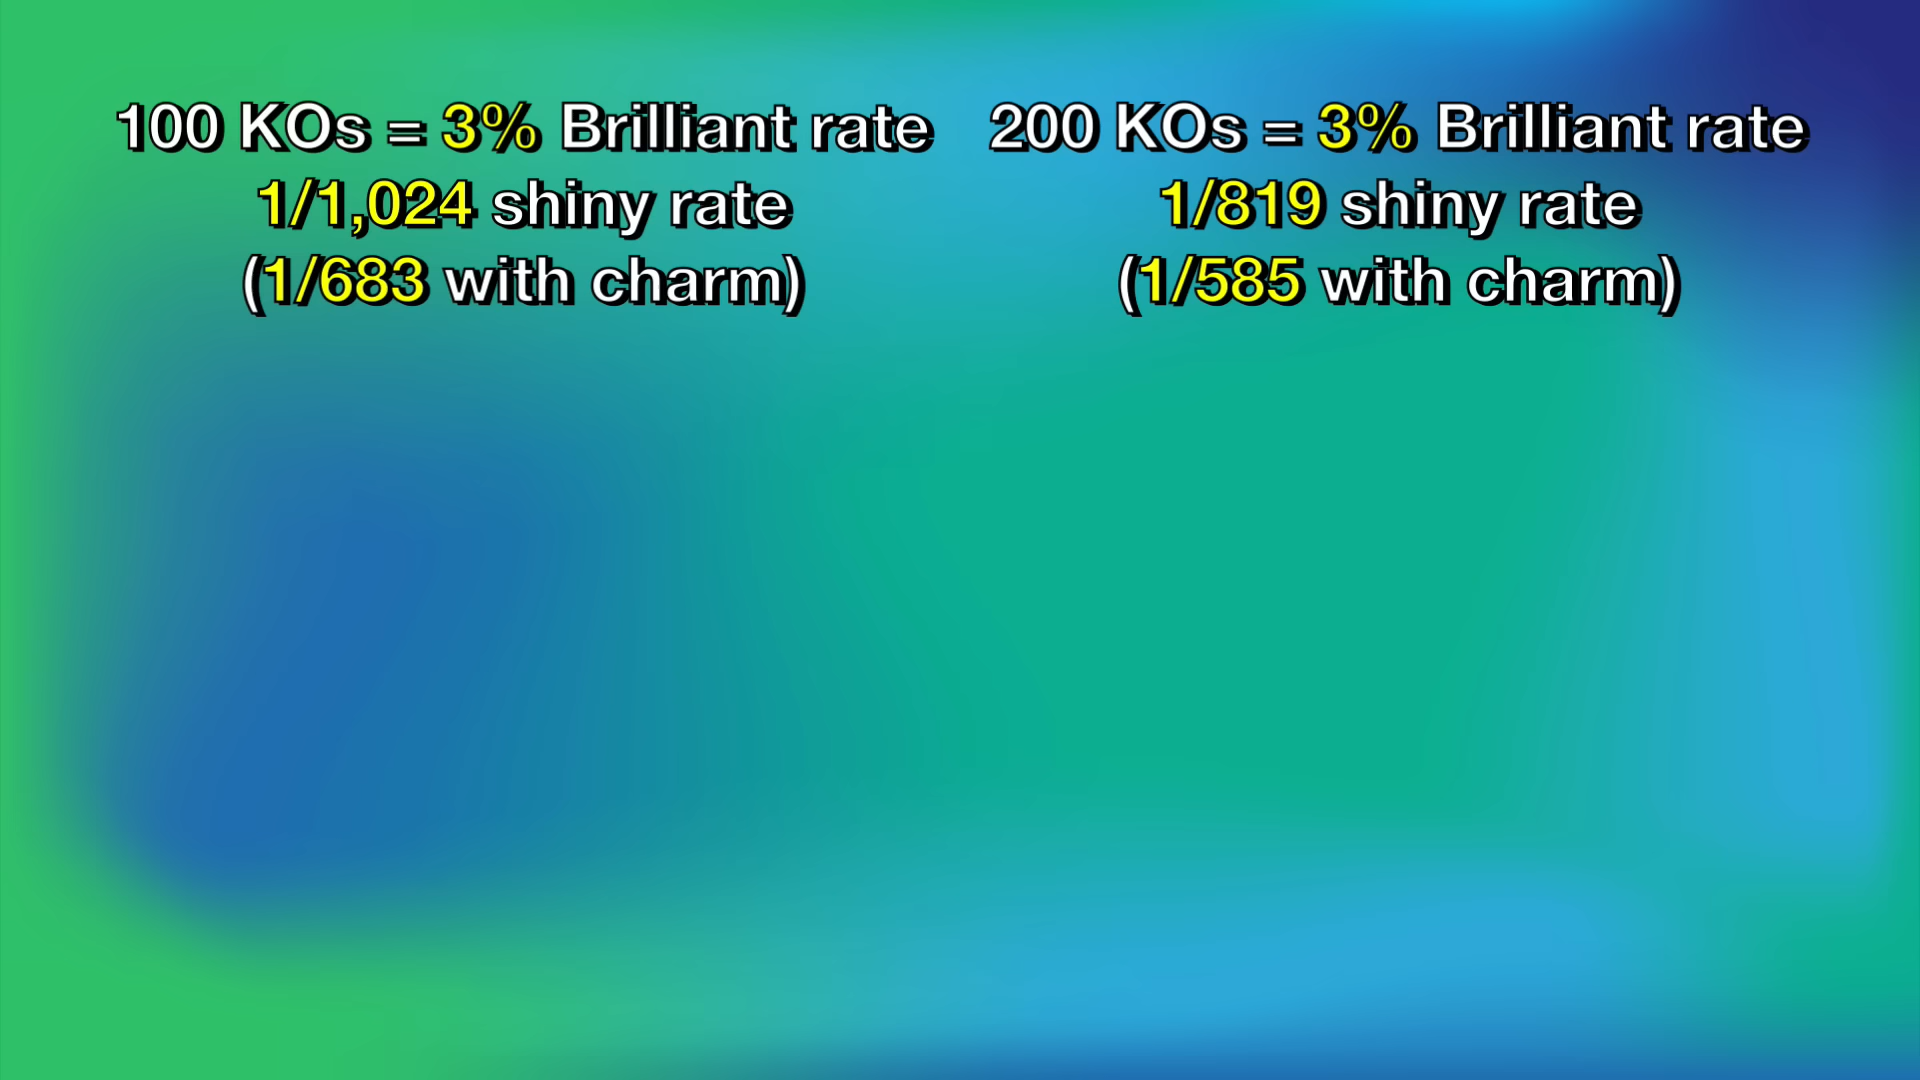 100 KOs = 3% Brilliant rate
1/1,024 shiny rate
(1/683 with charm)
200 KOs = 3% Brilliant rate
1/819 shiny rate
(1/585 with charm)